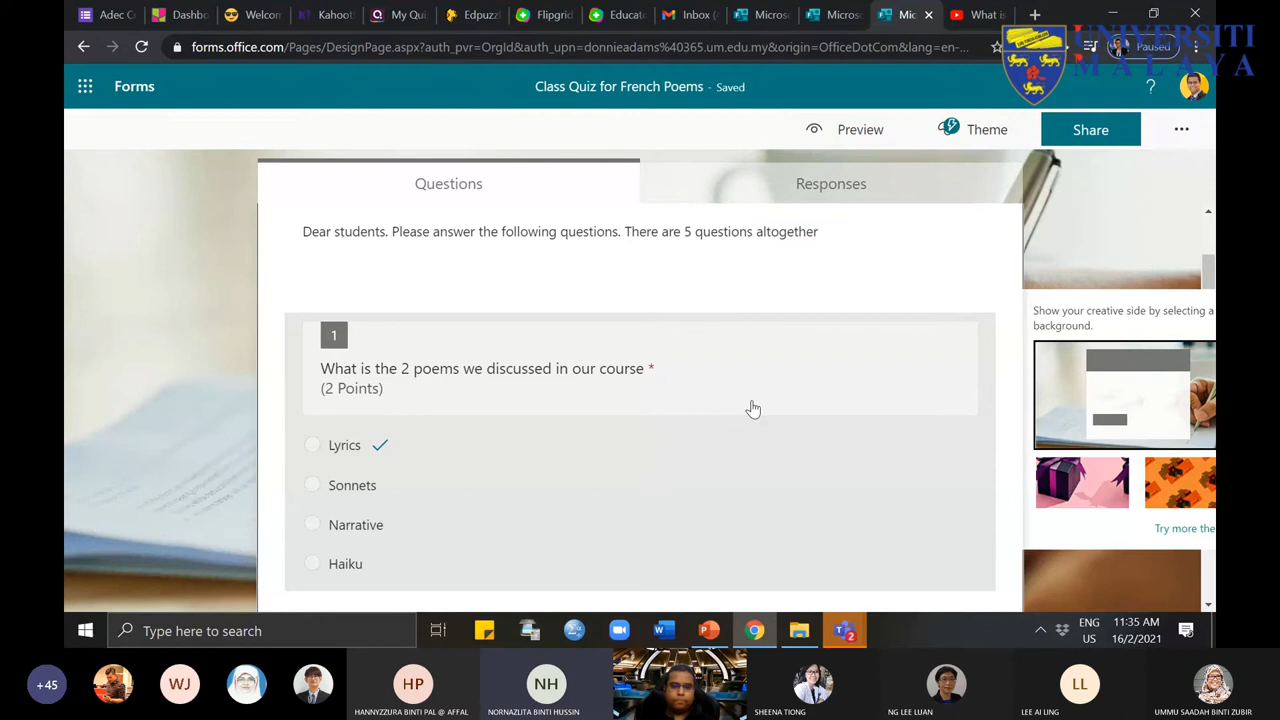 Adec C
Dashbo
Welcon
Kahoot
My Qui
Edpuzz
Flipgrid
Educate
Inbox (
Micros
Micros
Mic
What is
forms.office.com/Pages/DesignPage.aspx?auth_pvr=OrgId&auth_upn=donnieadams%40365.um.edu.my&origin=OfficeDotCom&lang=en-...
Paused
UNIVERSITI
MALAYA
Forms
Class Quiz for French Poems - Saved
?
Preview
Theme
Share
Questions
Responses
Dear students. Please answer the following questions. There are 5 questions altogether
1
What is the 2 poems we discussed in our course *
(2 Points)
Lyrics
Sonnets
Narrative
Haiku
Show your creative side by selecting a
background.
Try more the
Type here to search
2
ENG
US
11:35 AM
16/2/2021
+45
WJ
HP
HANNYZZURA BINTI PAL @ AFFAL
NH
NORNAZLITA BINTI HUSSIN
SHEENA TIONG
NG LEE LUAN
LL
LEE AI LING
UMMU SAADAH BINTI ZUBIR